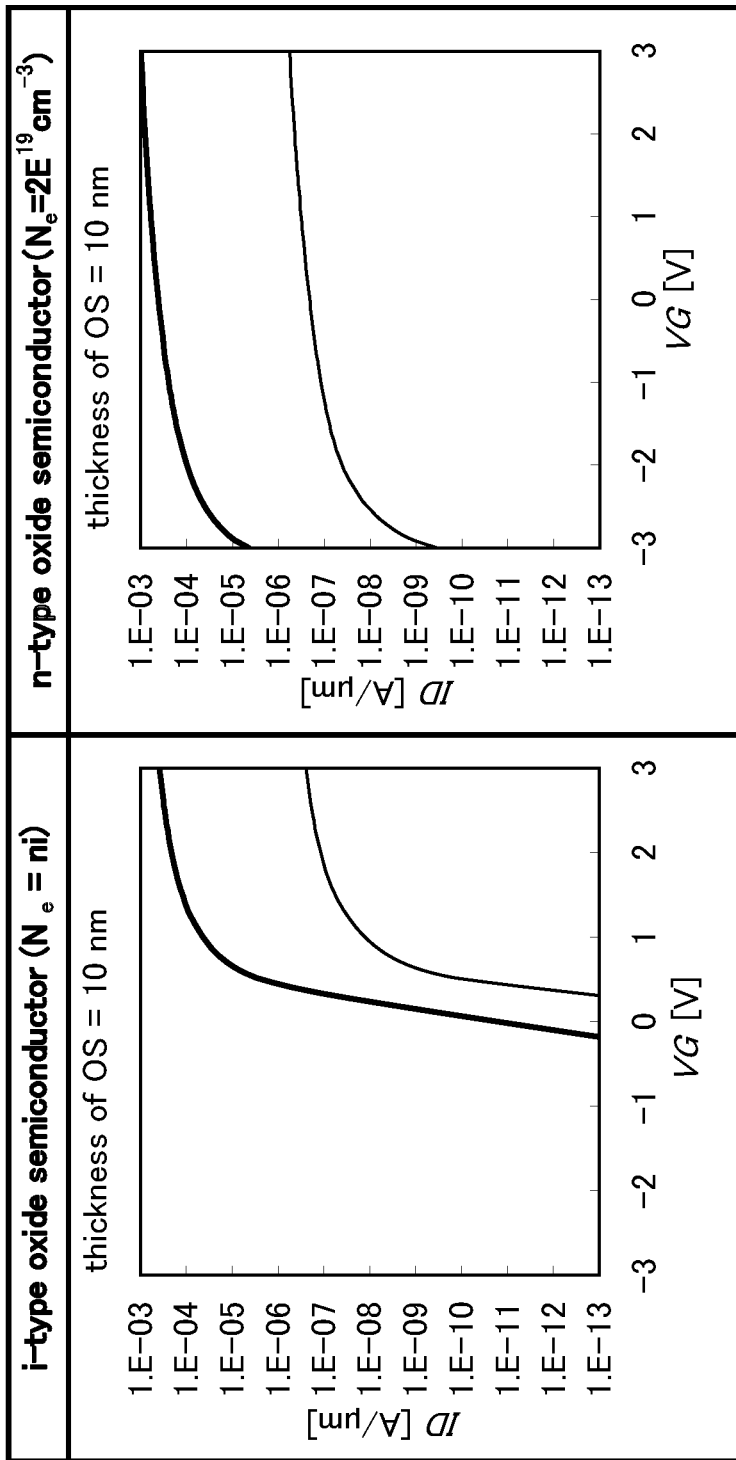 i-type oxide semiconductor (N e = ni)
thickness of OS = 10 nm
1.E-03
1.E-04
1.E-05
1.E-06
1.E-07
1.E-08
1.E-09
1.E-10
1.E-11
1.E-12
1.E-13
ID [A/μm]
-3 -2 -1 0 1 2 3
VG [V]
n-type oxide semiconductor (Ne=2E19 cm-3)
thickness of OS = 10 nm
1.E-03
1.E-04
1.E-05
1.E-06
1.E-07
1.E-08
1.E-09
1.E-10
1.E-11
1.E-12
1.E-13
ID [A/μm]
-3 -2 -1 0 1 2 3
VG [V]